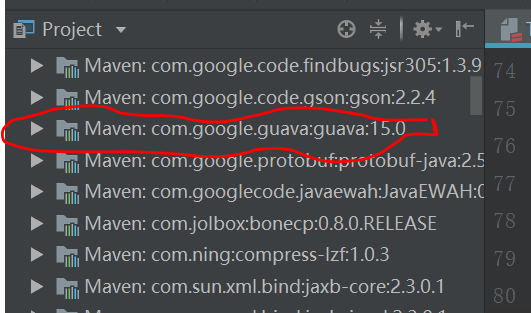 Project
Maven: com.google.code.findbugs:jsr305:1.3.9
Maven: com.google.code.gson:gson:2.2.4
Maven: com.google.guava:guava:15.0
Maven: com.google.protobuf:protobuf-java:2.5
Maven: com.googlecode.javaewah:JavaEWAH:0
Maven: com.jolbox:bonecp:0.8.0.RELEASE
Maven: com.ning:compress-lzf:1.0.3
Maven: com.sun.xml.bind:jaxb-core:2.3.0.1
74
75
76
77
78
79
80